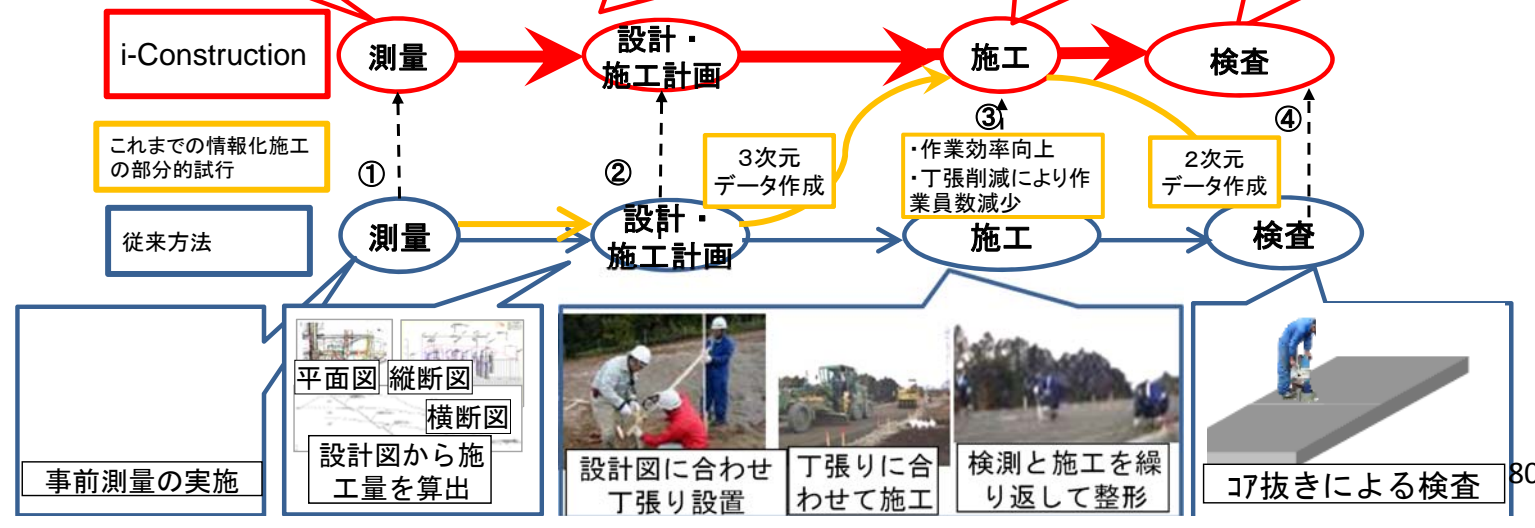 i-Construction
測量
設計・
施工計画
施工
検査
これまでの情報化施工
の部分的試行
①
②
3次元
データ作成
③
・作業効率向上
・丁張削減により作
業員数減少
2次元
データ作成
④
従来方法
測量
設計・
施工計画
施工
検査
平面図
縦断図
横断図
事前測量の実施
設計図から施
工量を算出
設計図に合わせ
丁張り設置
丁張りに合
わせて施工
検測と施工を繰
り返して整形
コア抜きによる検査
80